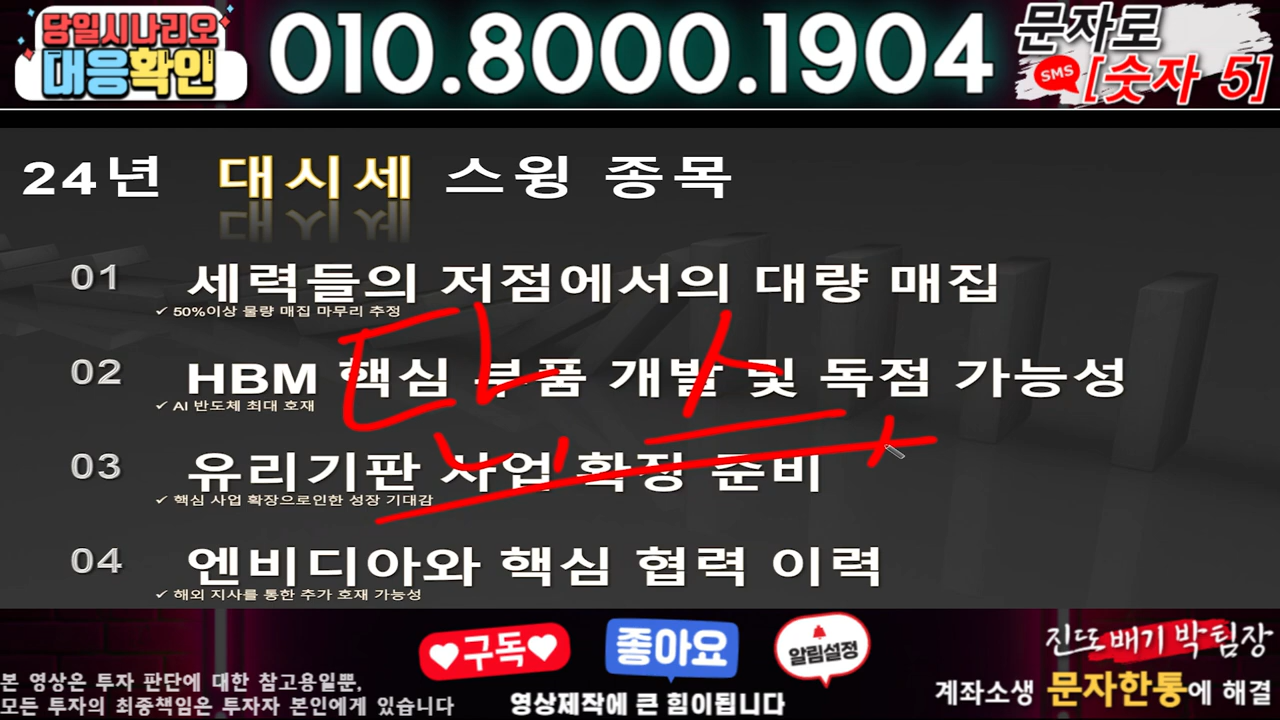 당일시나리오
대응확인
010.8000.1904
문자로
SMS [숫자 5]
24년 대시세 스윙 종목
01 세력들의 저점에서의 대량 매집
✓ 50%이상 물량 매집 마무리 추정
02 HBM 핵심 부품 개발 및 독점 가능성
✓ AI 반도체 최대 호재
03 유리기판 사업 확장 준비
✓ 핵심 사업 확장으로인한 성장 기대감
04 엔비디아와 핵심 협력 이력
✓ 해외 지사를 통한 추가 호재 가능성
구독
좋아요
알림설정
영상제작에 큰 힘이됩니다
본 영상은 투자 판단에 대한 참고용일뿐,
모든 투자의 최종책임은 투자자 본인에게 있습니다
진또배기 박팀장
계좌소생 문자한통에 해결